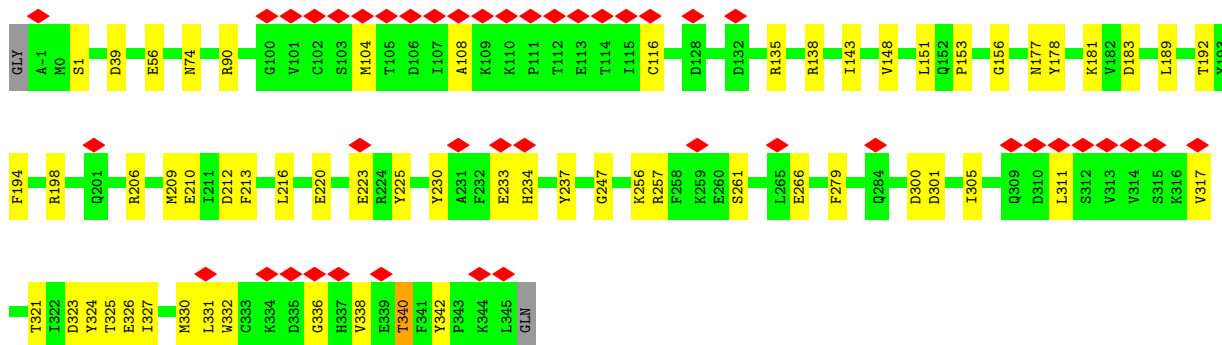 GLY A-1 M0 S1 D39 E56 N74 R90 G100 V101 C102 S103 M104 T105 D106 I107 A108 K109 K110 P111 T112 E113 T114 I115 C116 D128 D132 R135 R138 I143 V148 L151 Q152 P153 G156 N177 Y178 K181 V182 D183 L189 T192
F194 R198 Q201 R206 M209 E210 I211 D212 F213 L216 E220 E223 R224 Y225 Y230 A231 F232 E233 H234 Y237 G247 K256 R257 F258 K259 E260 S261 L265 E266 F279 Q284 D300 D301 I305 Q309 D310 L311 S312 V313 V314 S315 K316 V317
T321 I322 D323 Y324 T325 E326 I327 M330 L331 W332 C333 K334 D335 G336 H337 V338 E339 T340 F341 Y342 P343 K344 L345 GLN